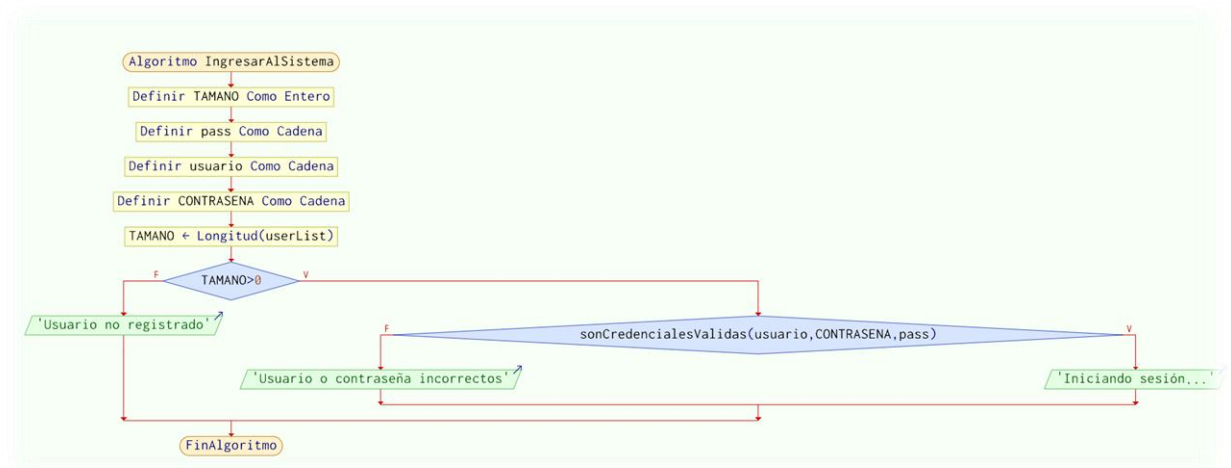 Algoritmo IngresarAlSistema
Definir TAMANO Como Entero
Definir pass Como Cadena
Definir usuario Como Cadena
Definir CONTRASENA Como Cadena
TAMANO ← Longitud(userList)
F
TAMANO>0
V
'Usuario no registrado'
F
sonCredencialesValidas(usuario,CONTRASENA,pass)
V
'Usuario o contraseña incorrectos'
'Iniciando sesión...'
FinAlgoritmo